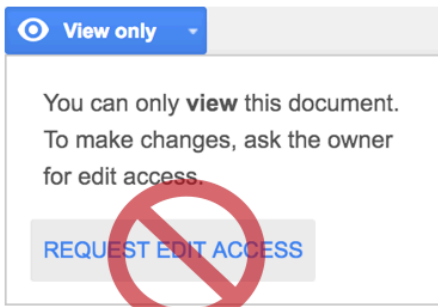 View only
You can only view this document.
To make changes, ask the owner
for edit access.
REQUEST EDIT ACCESS